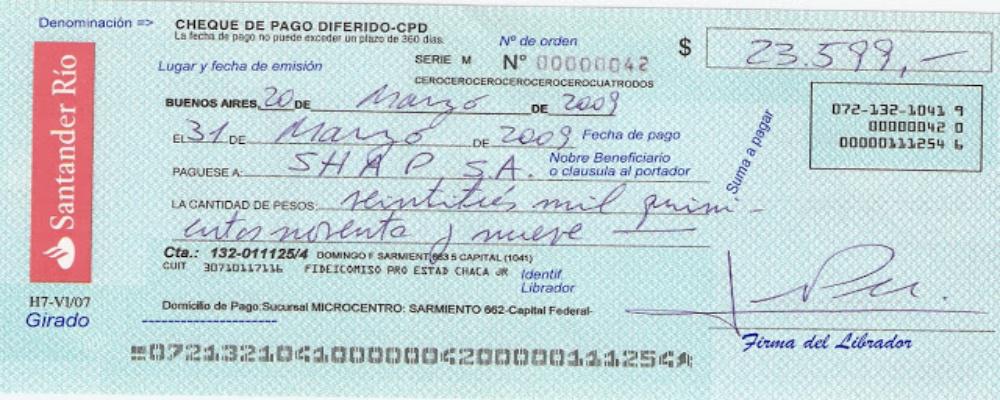 Denominación => CHEQUE DE PAGO DIFERIDO-CPD
La fecha de pago no puede exceder un plazo de 360 días.
Nº de orden
$ 23.599,-
Lugar y fecha de emisión SERIE M Nº 00000042
CEROCEROCEROCEROCEROCEROCUATRODOS
BUENOS AIRES, 20 DE Marzo DE 2009
072-132-1041 9
00000042 0
00000111254 6
EL 31 DE Marzo DE 2009 Fecha de pago
Suma a pagar
PAGUESE A: SHAP S.A. Nobre Beneficiario
o clausula al portador
LA CANTIDAD DE PESOS: veintitrés mil quini-
entos noventa y nueve
Santander Río
Cta.: 132-011125/4 DOMINGO F SARMIENT 663 5 CAPITAL (1041)
CUIT 30710117116 FIDEICOMISO PRO ESTAD CHACA JR Identif.
Librador
H7-VI/07
Girado
Domicilio de Pago:Sucursal MICROCENTRO: SARMIENTO 662-Capital Federal-
Firma del Librador
072132104100000004200000111254